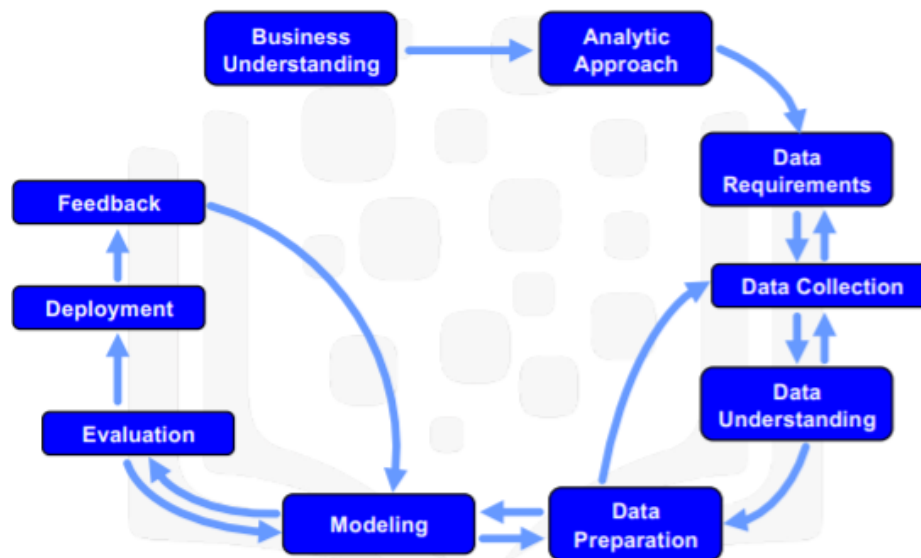 Business
Understanding
Analytic
Approach
Data
Requirements
Feedback
Data Collection
Deployment
Data
Understanding
Evaluation
Modeling
Data
Preparation